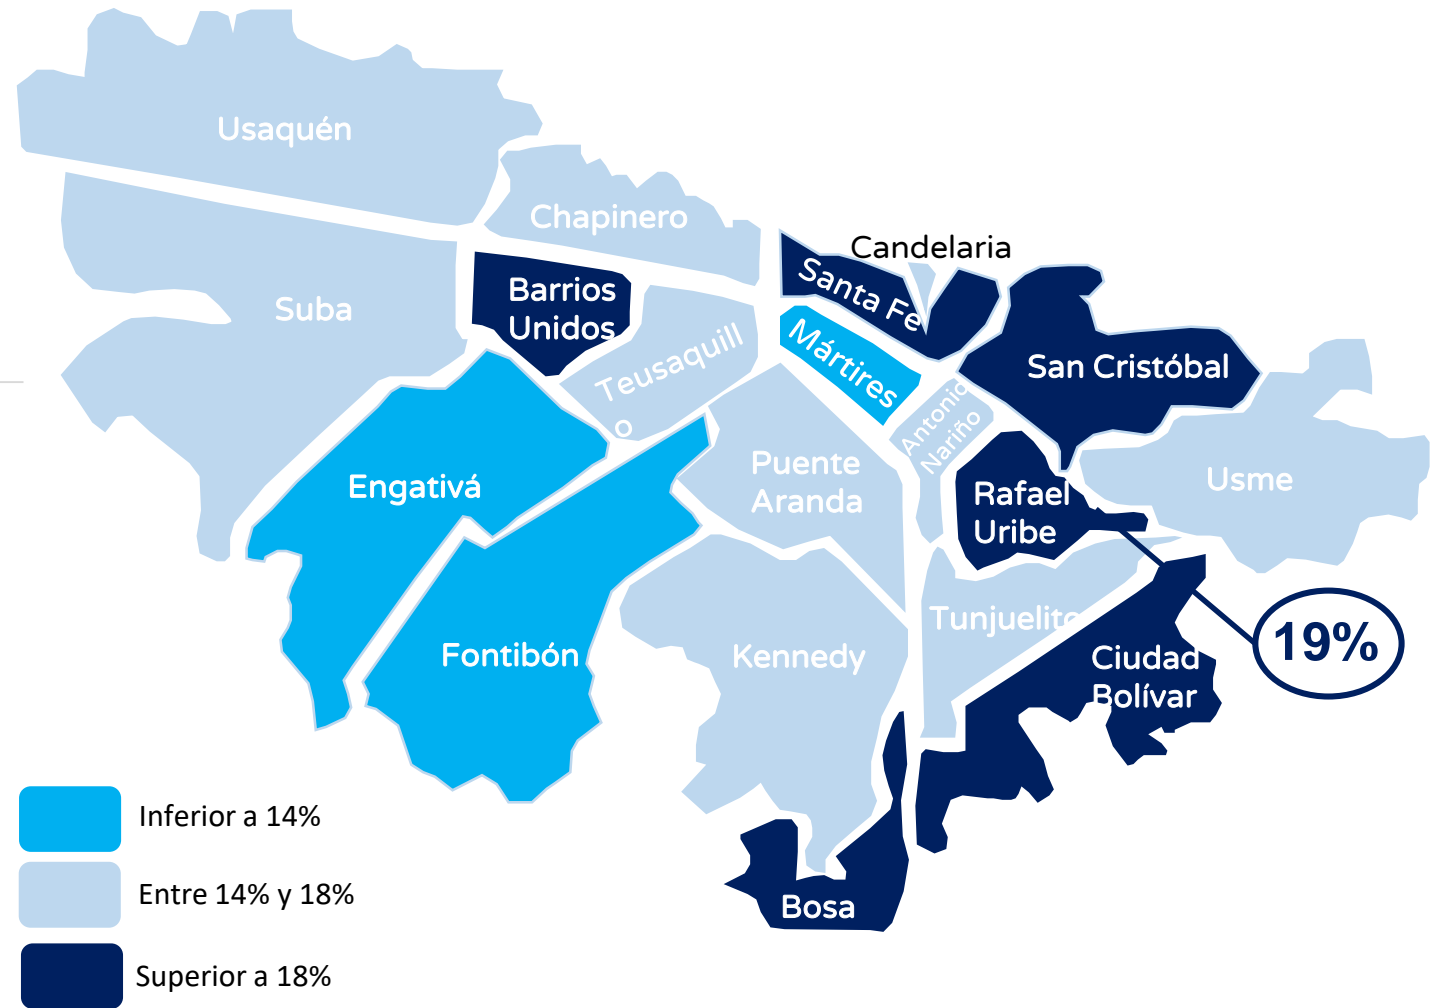 Usaquén
Chapinero
Candelaria
Suba
Barrios
Unidos
Santa Fe
Teusaquill
o
Mártires
San Cristóbal
Antonio
Nariño
Engativá
Puente
Aranda
Rafael
Uribe
Usme
Fontibón
Kennedy
Tunjuelito
Ciudad
Bolívar
19%
Bosa
Inferior a 14%
Entre 14% y 18%
Superior a 18%